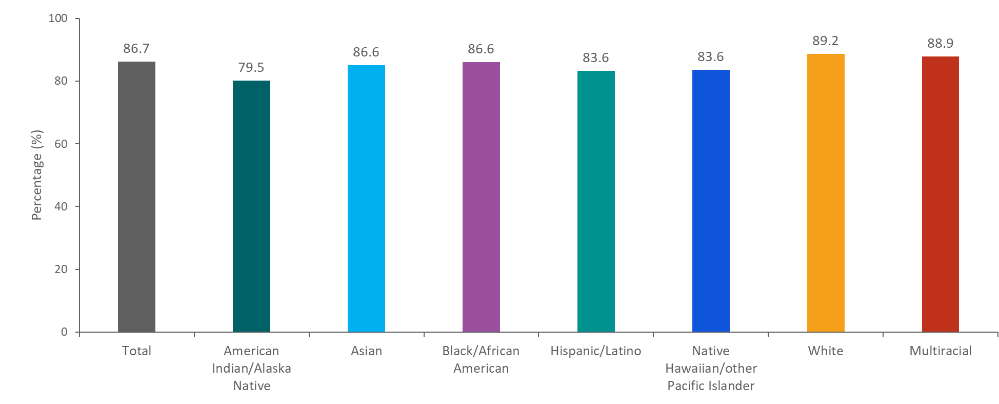 100
80
60
40
20
0
Percentage (%)
86.7
79.5
86.6
86.6
83.6
83.6
89.2
88.9
Total
American
Indian/Alaska
Native
Asian
Black/African
American
Hispanic/Latino
Native
Hawaiian/other
Pacific Islander
White
Multiracial